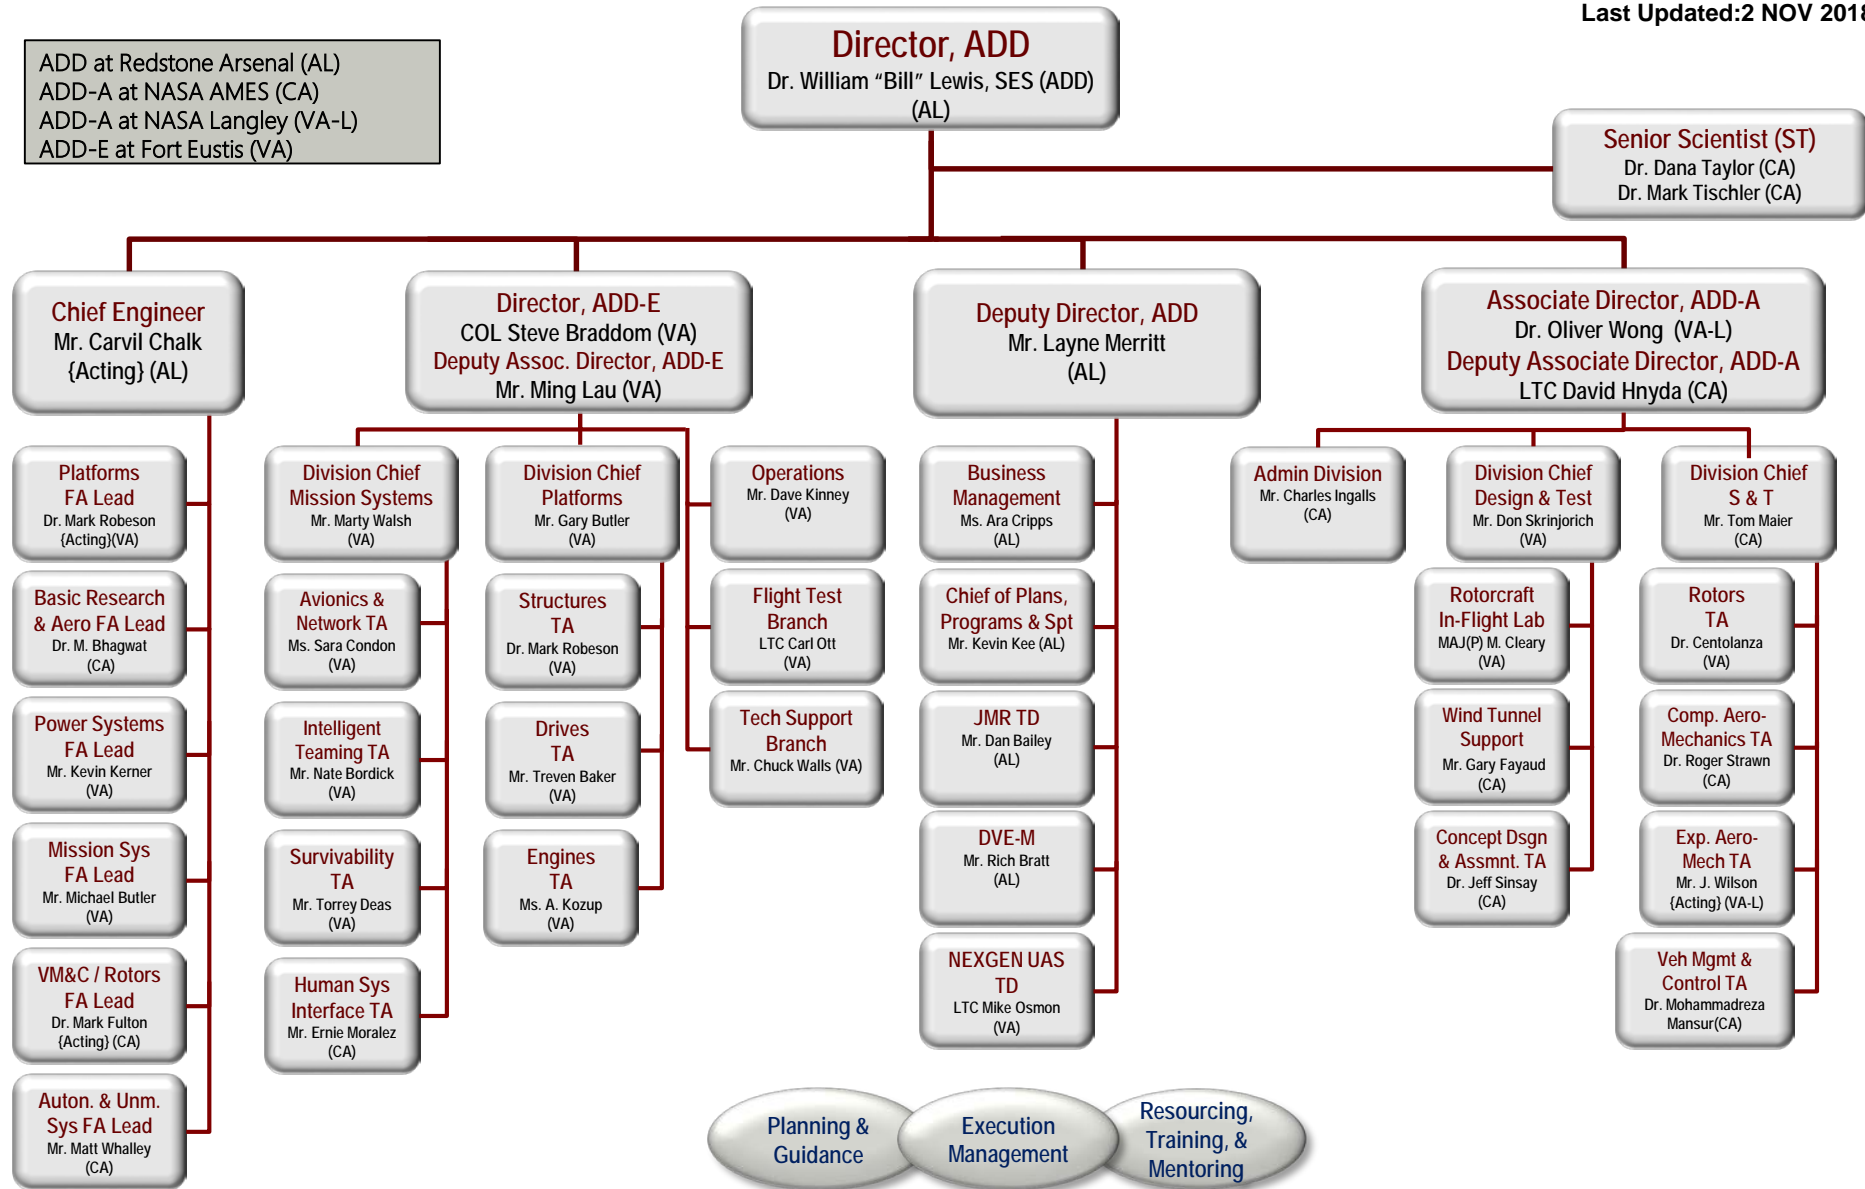 Last Updated:2 NOV 2018
ADD at Redstone Arsenal (AL)
ADD-A at NASA AMES (CA)
ADD-A at NASA Langley (VA-L)
ADD-E at Fort Eustis (VA)
Director, ADD
Dr. William “Bill” Lewis, SES (ADD)
(AL)
Senior Scientist (ST)
Dr. Dana Taylor (CA)
Dr. Mark Tischler (CA)
Chief Engineer
Mr. Carvil Chalk
{Acting} (AL)
Director, ADD-E
COL Steve Braddom (VA)
Deputy Assoc. Director, ADD-E
Mr. Ming Lau (VA)
Deputy Director, ADD
Mr. Layne Merritt
(AL)
Associate Director, ADD-A
Dr. Oliver Wong (VA-L)
Deputy Associate Director, ADD-A
LTC David Hnyda (CA)
Platforms
FA Lead
Dr. Mark Robeson
{Acting}(VA)
Basic Research
& Aero FA Lead
Dr. M. Bhagwat
(CA)
Power Systems
FA Lead
Mr. Kevin Kerner
(VA)
Mission Sys
FA Lead
Mr. Michael Butler
(VA)
VM&C / Rotors
FA Lead
Dr. Mark Fulton
{Acting} (CA)
Auton. & Unm.
Sys FA Lead
Mr. Matt Whalley
(CA)
Division Chief
Mission Systems
Mr. Marty Walsh
(VA)
Avionics &
Network TA
Ms. Sara Condon
(VA)
Intelligent
Teaming TA
Mr. Nate Bordick
(VA)
Survivability
TA
Mr. Torrey Deas
(VA)
Human Sys
Interface TA
Mr. Ernie Moralez
(CA)
Division Chief
Platforms
Mr. Gary Butler
(VA)
Structures
TA
Dr. Mark Robeson
(VA)
Drives
TA
Mr. Treven Baker
(VA)
Engines
TA
Ms. A. Kozup
(VA)
Operations
Mr. Dave Kinney
(VA)
Flight Test
Branch
LTC Carl Ott
(VA)
Tech Support
Branch
Mr. Chuck Walls (VA)
Business
Management
Ms. Ara Cripps
(AL)
Chief of Plans,
Programs & Spt
Mr. Kevin Kee (AL)
JMR TD
Mr. Dan Bailey
(AL)
DVE-M
Mr. Rich Bratt
(AL)
NEXGEN UAS
TD
LTC Mike Osmon
(VA)
Admin Division
Mr. Charles Ingalls
(CA)
Division Chief
Design & Test
Mr. Don Skrinjorich
(VA)
Rotorcraft
In-Flight Lab
MAJ(P) M. Cleary
(VA)
Wind Tunnel
Support
Mr. Gary Fayaud
(CA)
Concept Dsgn
& Assmnt. TA
Dr. Jeff Sinsay
(CA)
Division Chief
S & T
Mr. Tom Maier
(CA)
Rotors
TA
Dr. Centolanza
(VA)
Comp. Aero-
Mechanics TA
Dr. Roger Strawn
(CA)
Exp. Aero-
Mech TA
Mr. J. Wilson
{Acting} (VA-L)
Veh Mgmt &
Control TA
Dr. Mohammadreza
Mansur(CA)
Planning &
Guidance
Execution
Management
Resourcing,
Training, &
Mentoring